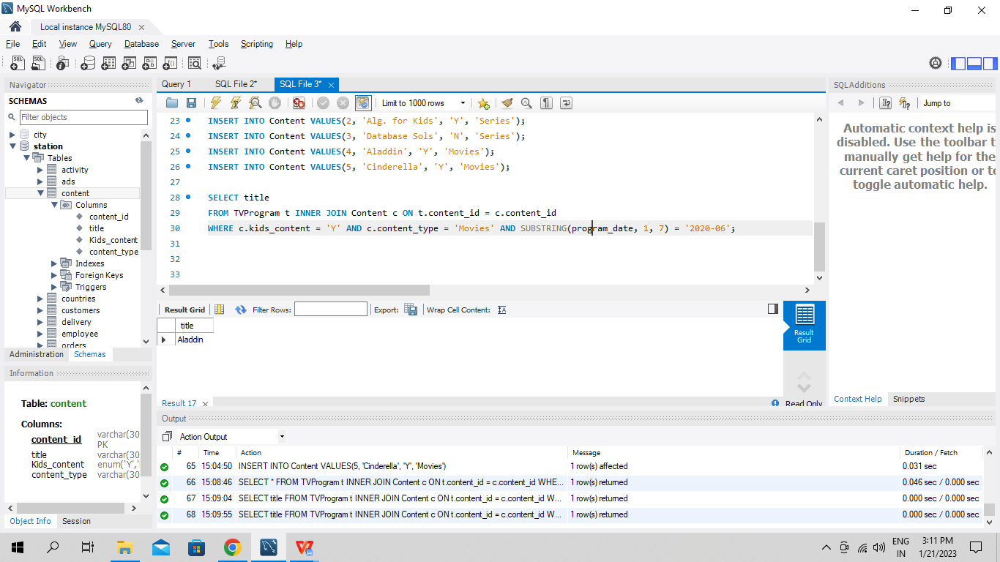 MySQL Workbench
Local instance MySQL80
File Edit View Query Database Server Tools Scripting Help
Navigator
SCHEMAS
Filter objects
city
station
Tables
activity
ads
content
Columns
content_id
title
Kids_content
content_type
Indexes
Foreign Keys
Triggers
countries
customers
delivery
employee
orders
Administration Schemas
Information
Table: content
Columns:
content_id varchar(30
PK
title varchar(30
Kids_content enum('Y','
content_type varchar(30
Object Info Session
Query 1 SQL File 2* SQL File 3*
Limit to 1000 rows
23 INSERT INTO Content VALUES(2, 'Alg. for Kids', 'Y', 'Series');
24 INSERT INTO Content VALUES(3, 'Database Sols', 'N', 'Series');
25 INSERT INTO Content VALUES(4, 'Aladdin', 'Y', 'Movies');
26 INSERT INTO Content VALUES(5, 'Cinderella', 'Y', 'Movies');
27
28 SELECT title
29 FROM TVProgram t INNER JOIN Content c ON t.content_id = c.content_id
30 WHERE c.kids_content = 'Y' AND c.content_type = 'Movies' AND SUBSTRING(program_date, 1, 7) = '2020-06';
31
32
33
Result Grid Filter Rows: Export: Wrap Cell Content:
title
Aladdin
Result Grid
Result 17
Read Only
SQLAdditions
Jump to
Automatic context help is
disabled. Use the toolbar t
manually get help for the
current caret position or to
toggle automatic help.
Context Help Snippets
Output
Action Output
# Time Action Message Duration / Fetch
65 15:04:50 INSERT INTO Content VALUES(5, 'Cinderella', 'Y', 'Movies') 1 row(s) affected 0.031 sec
66 15:08:46 SELECT * FROM TVProgram t INNER JOIN Content c ON t.content_id = c.content_id WHE... 1 row(s) returned 0.046 sec / 0.000 sec
67 15:09:04 SELECT title FROM TVProgram t INNER JOIN Content c ON t.content_id = c.content_id W... 1 row(s) returned 0.000 sec / 0.000 sec
68 15:09:55 SELECT title FROM TVProgram t INNER JOIN Content c ON t.content_id = c.content_id W... 1 row(s) returned 0.000 sec / 0.000 sec
ENG
IN
3:11 PM
1/21/2023